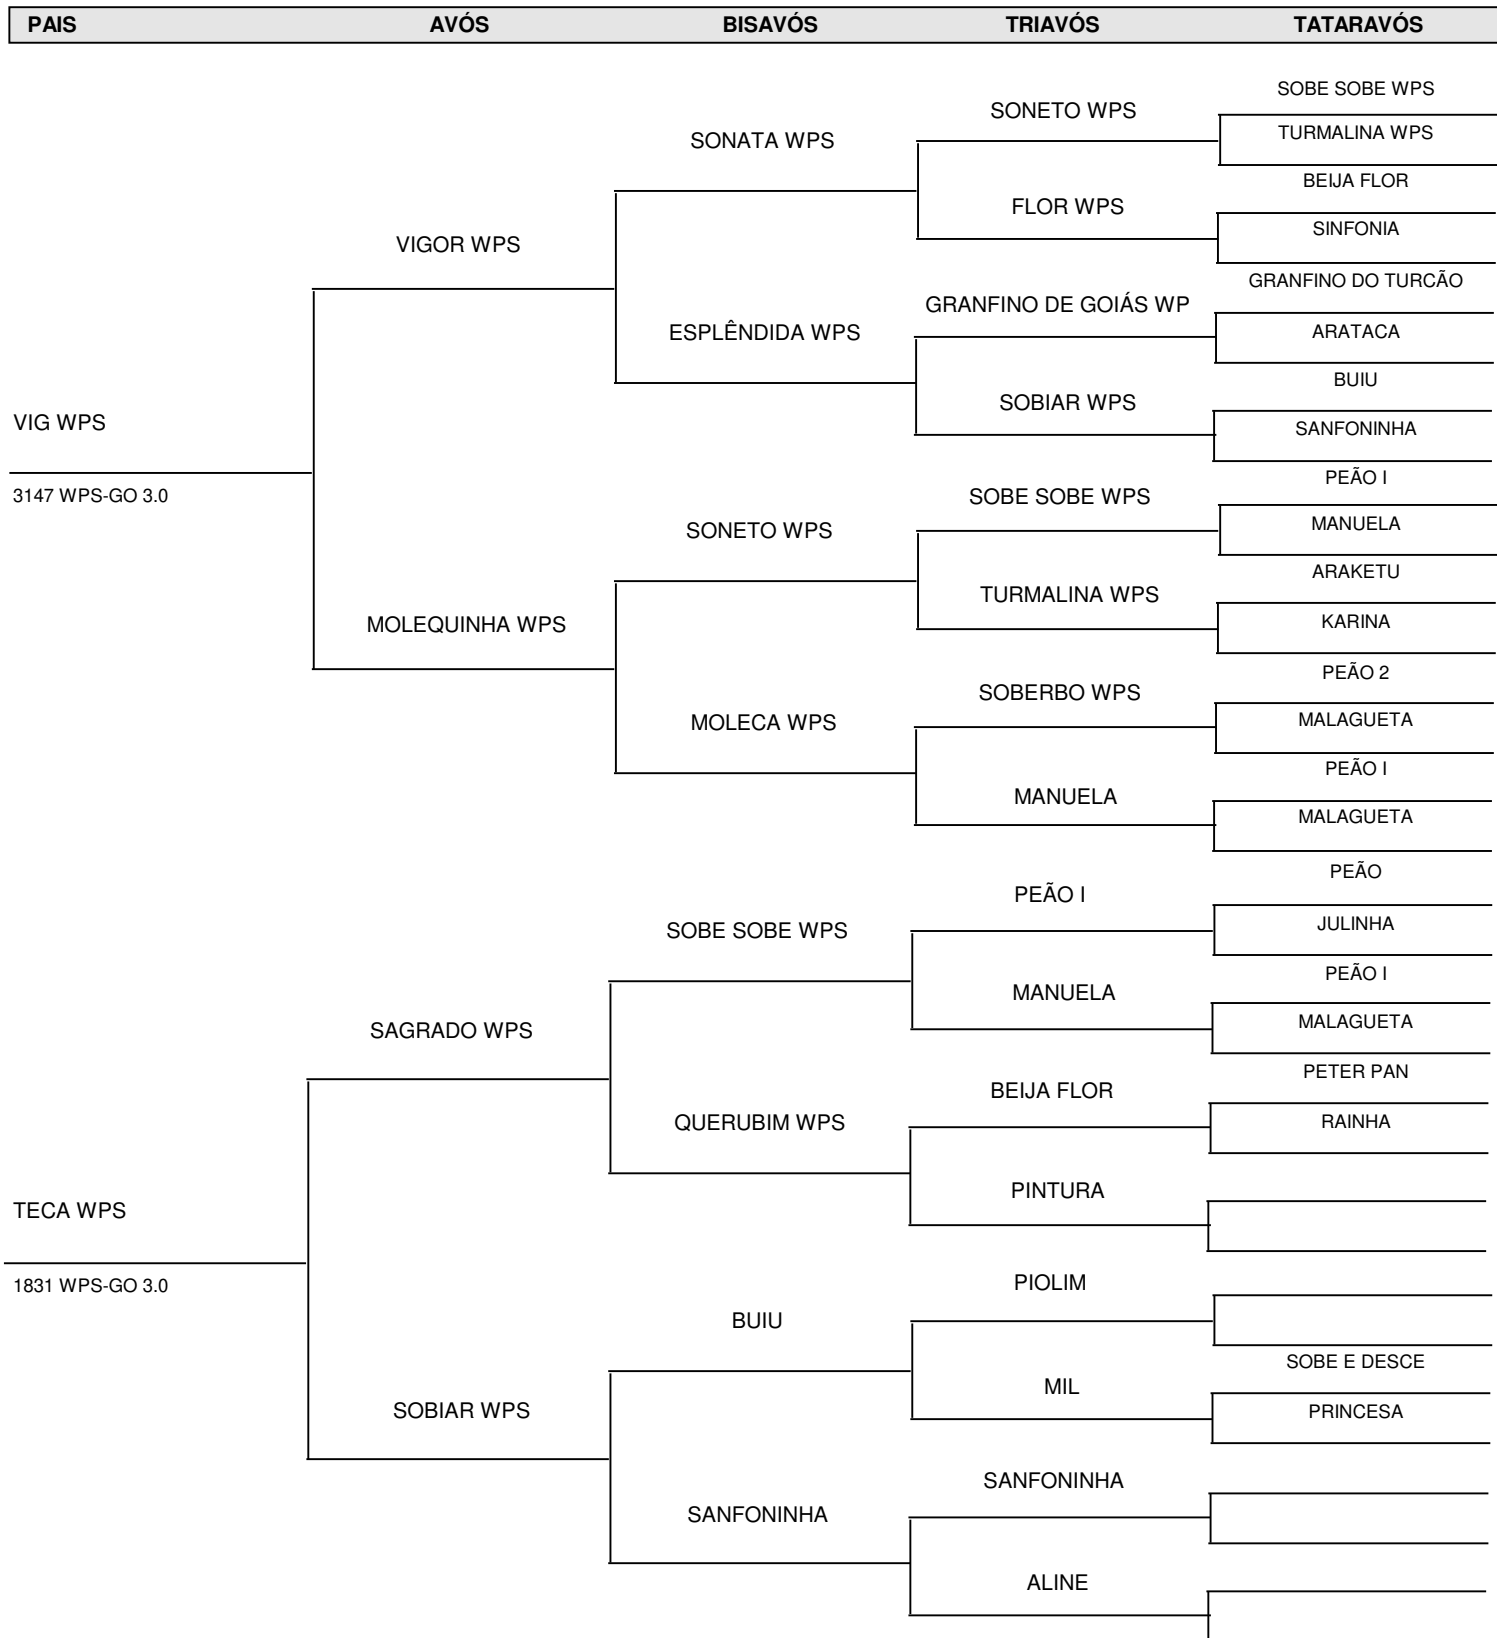 PAIS AVÓS BISAVÓS TRIAVÓS TATARAVÓS
SOBE SOBE WPS
SONETO WPS
TURMALINA WPS
SONATA WPS
BEIJA FLOR
FLOR WPS
SINFONIA
VIGOR WPS
GRANFINO DO TURCÃO
GRANFINO DE GOIÁS WP
ESPLÊNDIDA WPS
ARATACA
BUIU
SOBIAR WPS
VIG WPS
SANFONINHA
PEÃO I
3147 WPS-GO 3.0
SOBE SOBE WPS
MANUELA
SONETO WPS
ARAKETU
TURMALINA WPS
MOLEQUINHA WPS
KARINA
PEÃO 2
SOBERBO WPS
MOLECA WPS
MALAGUETA
PEÃO I
MANUELA
MALAGUETA
PEÃO
PEÃO I
SOBE SOBE WPS
JULINHA
PEÃO I
MANUELA
MALAGUETA
SAGRADO WPS
PETER PAN
BEIJA FLOR
QUERUBIM WPS
RAINHA
PINTURA
TECA WPS
1831 WPS-GO 3.0
PIOLIM
BUIU
SOBE E DESCE
MIL
SOBIAR WPS
PRINCESA
SANFONINHA
SANFONINHA
ALINE